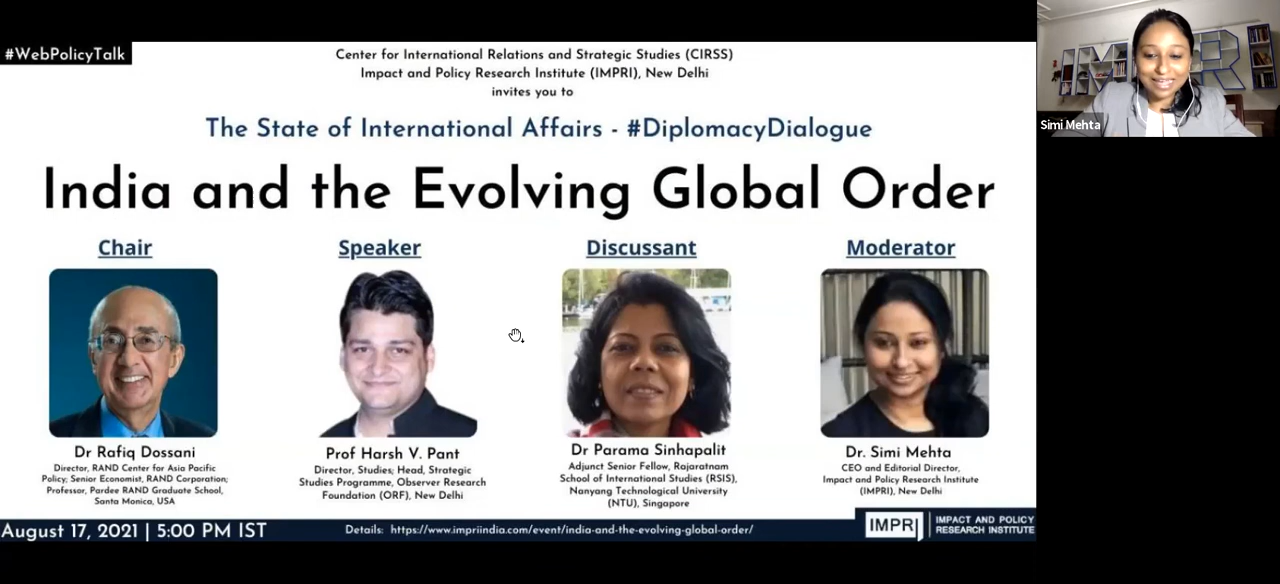 #WebPolicyTalk
Center for International Relations and Strategic Studies (CIRSS)
Impact and Policy Research Institute (IMPRI), New Delhi
invites you to
The State of International Affairs - #DiplomacyDialogue
India and the Evolving Global Order
Chair
Dr Rafiq Dossani
Director, RAND Center for Asia Pacific
Policy; Senior Economist, RAND Corporation;
Professor, Pardee RAND Graduate School,
Santa Monica, USA
Speaker
Prof Harsh V. Pant
Director, Studies; Head, Strategic
Studies Programme, Observer Research
Foundation (ORF), New Delhi
Discussant
Dr Parama Sinhapalit
Adjunct Senior Fellow, Rajaratnam
School of International Studies (RSIS),
Nanyang Technological University
(NTU), Singapore
Moderator
Dr. Simi Mehta
CEO and Editorial Director,
Impact and Policy Research Institute
(IMPRI), New Delhi
August 17, 2021 | 5:00 PM IST
Details: https://www.impriindia.com/event/india-and-the-evolving-global-order/
IMPRI
IMPACT AND POLICY
RESEARCH INSTITUTE
IMPRI
Simi Mehta